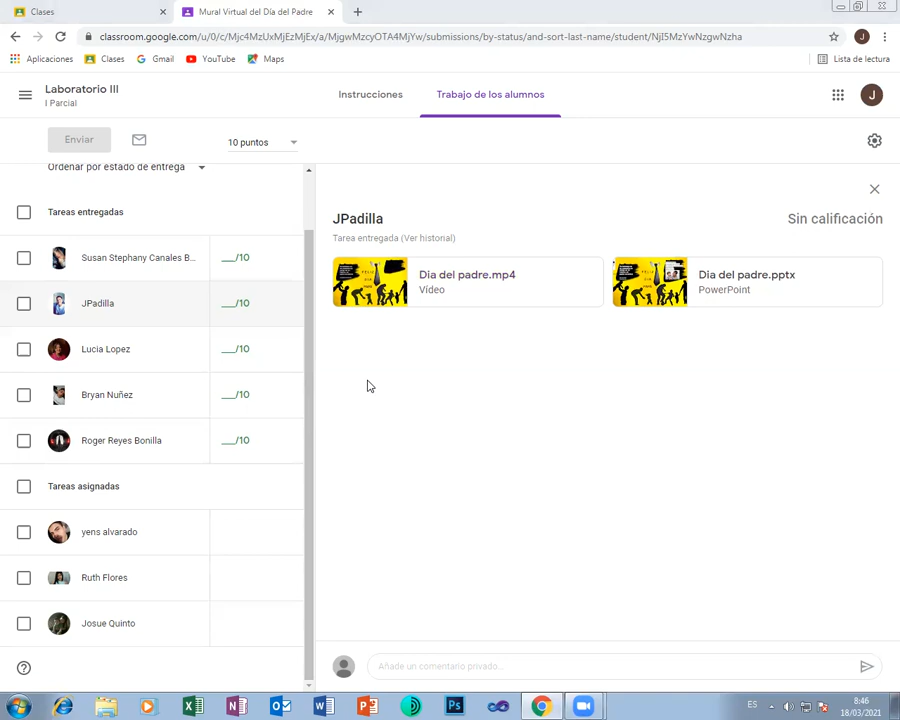 Clases
Mural Virtual del Día del Padre
classroom.google.com/u/0/c/Mjc4MzUxMjEzMjEx/a/MjgwMzcyOTA4MjYw/submissions/by-status/and-sort-last-name/student/NjI5MzYwNzgwNzha
J
Aplicaciones
Clases
Gmail
YouTube
Maps
Lista de lectura
Laboratorio III
I Parcial
Instrucciones
Trabajo de los alumnos
J
Enviar
10 puntos
Ordenar por estado de entrega
Tareas entregadas
Susan Stephany Canales B...
___/10
JPadilla
___/10
Lucia Lopez
___/10
Bryan Nuñez
___/10
Roger Reyes Bonilla
___/10
Tareas asignadas
yens alvarado
Ruth Flores
Josue Quinto
JPadilla
Sin calificación
Tarea entregada (Ver historial)
Dia del padre.mp4
Vídeo
Dia del padre.pptx
PowerPoint
Añade un comentario privado...
ES
8:46
18/03/2021